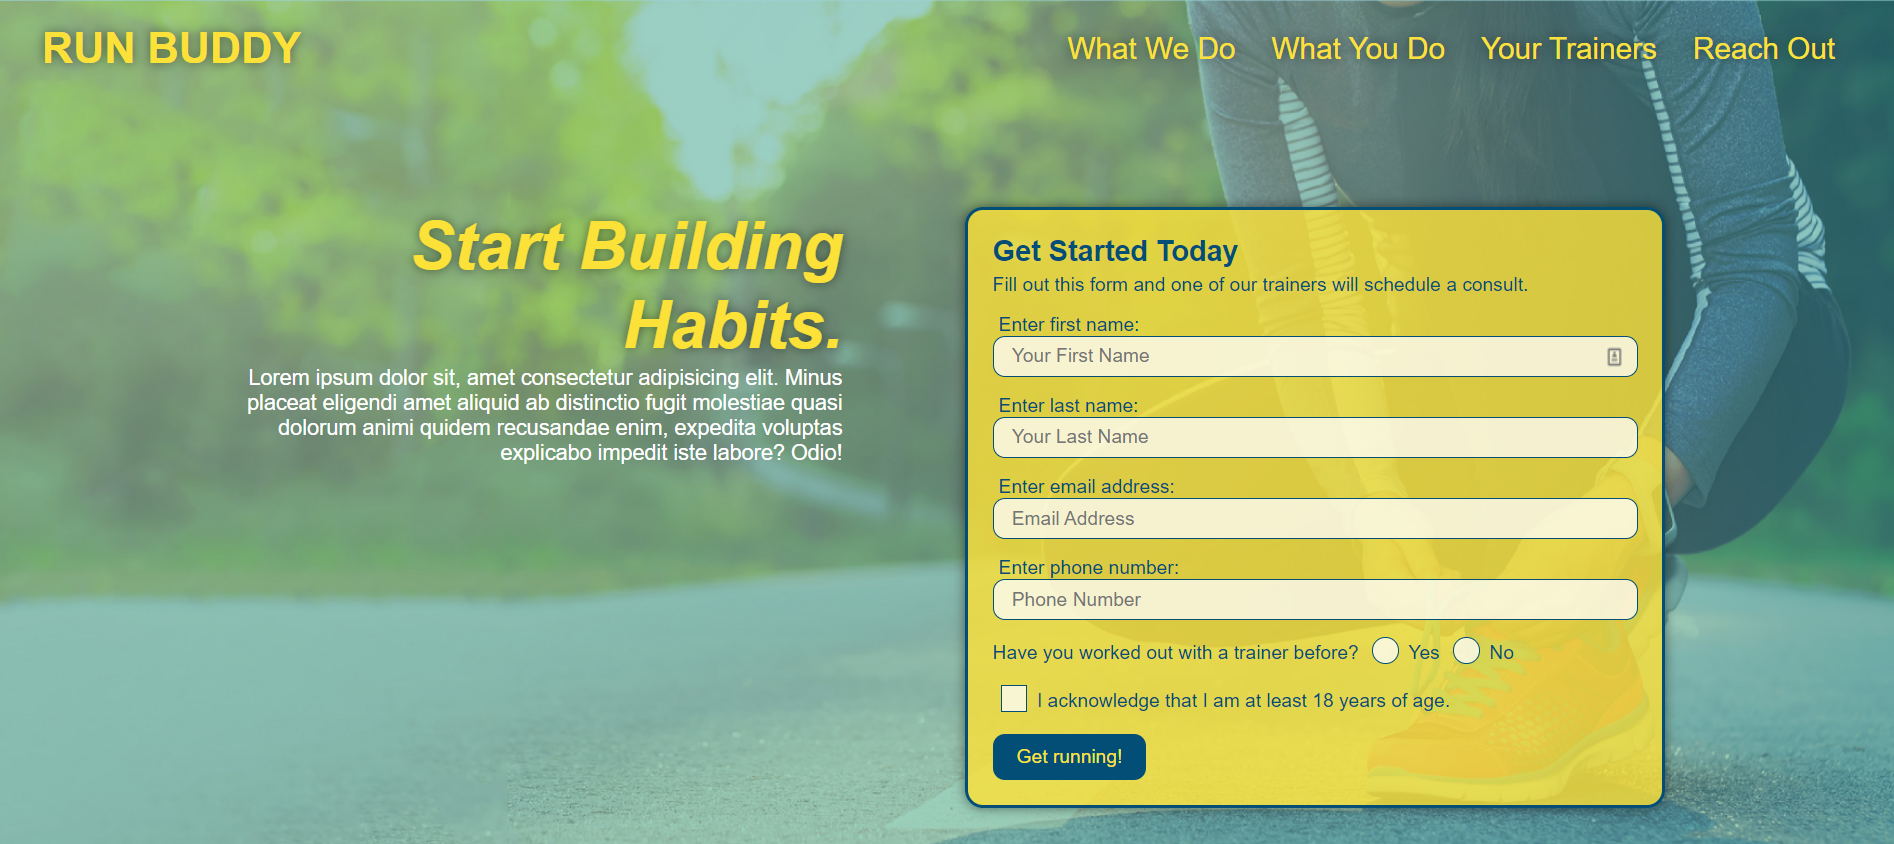 RUN BUDDY
What We Do What You Do Your Trainers Reach Out
Start Building
Habits.
Lorem ipsum dolor sit, amet consectetur adipisicing elit. Minus
placeat eligendi amet aliquid ab distinctio fugit molestiae quasi
dolorum animi quidem recusandae enim, expedita voluptas
explicabo impedit iste labore? Odio!
Get Started Today
Fill out this form and one of our trainers will schedule a consult.
Enter first name:
Your First Name
Enter last name:
Your Last Name
Enter email address:
Email Address
Enter phone number:
Phone Number
Have you worked out with a trainer before? Yes No
I acknowledge that I am at least 18 years of age.
Get running!